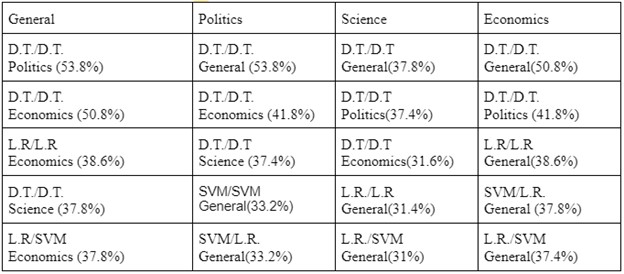 General Politics Science Economics
D.T./D.T. D.T./D.T. D.T./D.T D.T./D.T.
Politics (53.8%) General (53.8%) General(37.8%) General(50.8%)
D.T./D.T. D.T./D.T. D.T/D.T D.T./D.T.
Economics (50.8%) Economics (41.8%) Politics(37.4%) Politics (41.8%)
L.R/L.R D.T./D.T D.T/D.T L.R/L.R
Economics (38.6%) Science (37.4%) Economics(31.6%) General(38.6%)
D.T./D.T. SVM/SVM L.R./L.R SVM/L.R.
Science (37.8%) General(33.2%) General(31.4%) General (37.8%)
L.R/SVM SVM/L.R. L.R./SVM L.R./SVM
Economics (37.8%) General(33.2%) General(31%) General(37.4%)